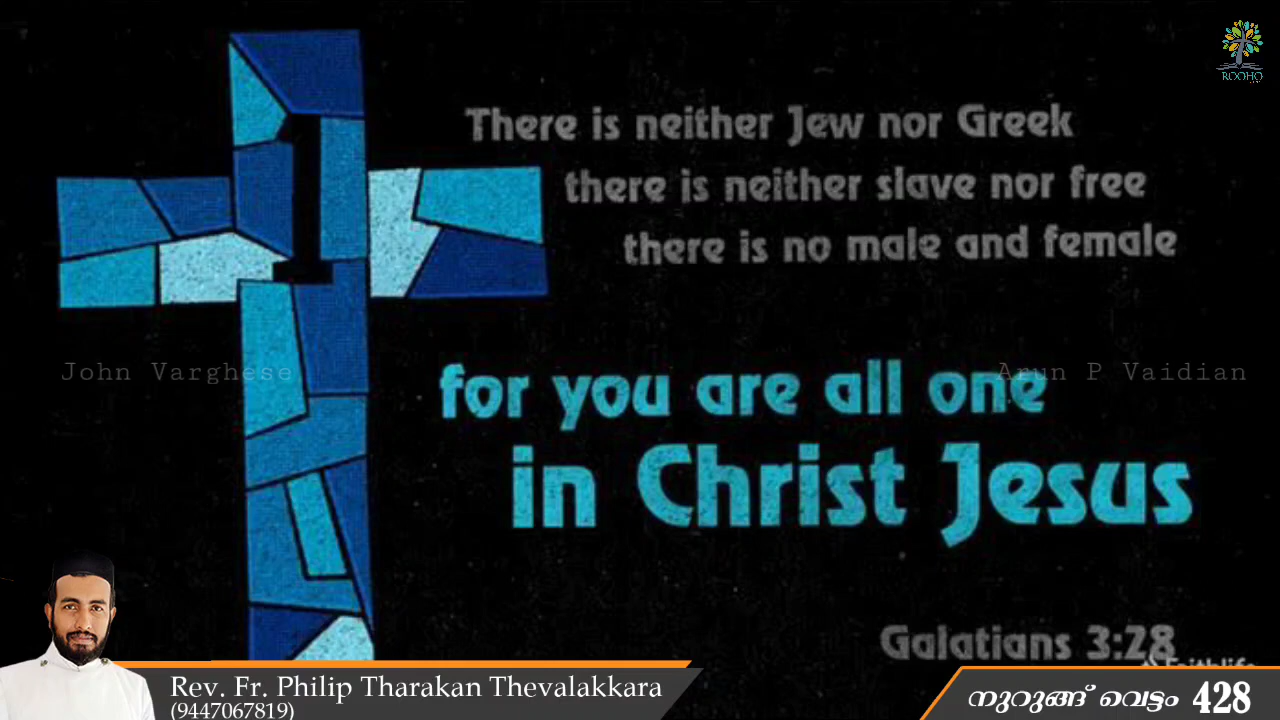 ROOHO
There is neither Jew nor Greek
there is neither slave nor free
there is no male and female
John Varghese
Arun P Vaidian
for you are all one
in Christ Jesus
Galatians 3:28
Faithlife
Rev. Fr. Philip Tharakan Thevalakkara
(9447067819)
നുറുങ്ങ് വെട്ടം 428